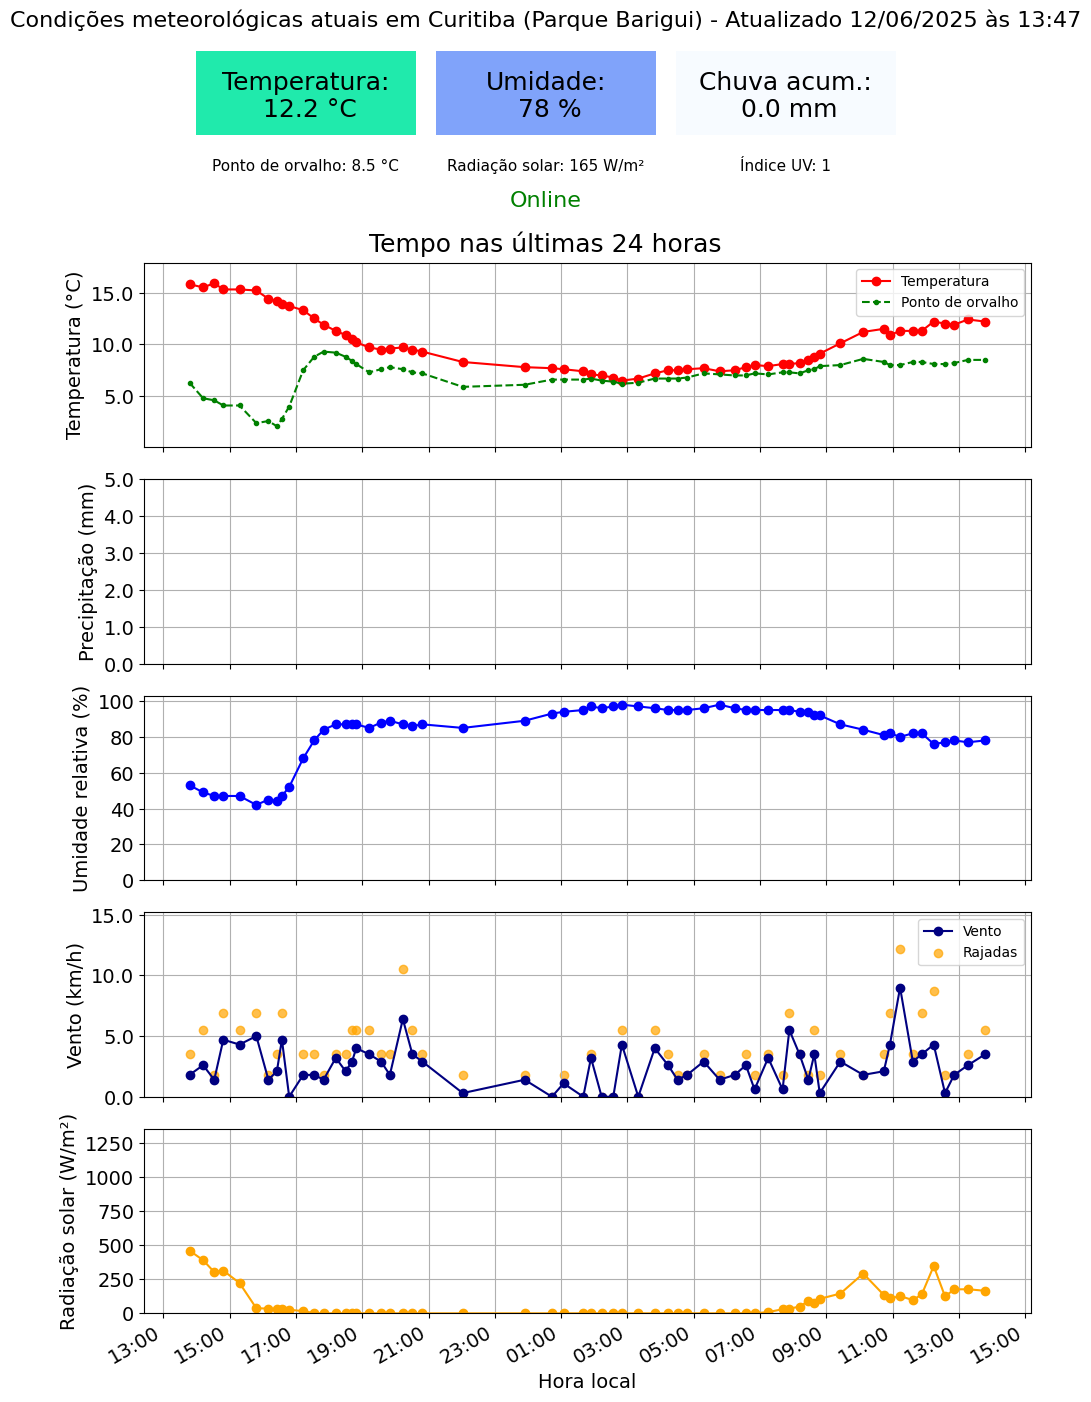 Condições meteorológicas atuais em Curitiba (Parque Barigui) - Atualizado 12/06/2025 às 13:47
Temperatura:
12.2 °C
Umidade:
78 %
Chuva acum.:
0.0 mm
Ponto de orvalho: 8.5 °C
Radiação solar: 165 W/m²
Índice UV: 1
Online
Tempo nas últimas 24 horas
Temperatura (°C)
15.0
10.0
5.0
Temperatura
Ponto de orvalho
Precipitação (mm)
5.0
4.0
3.0
2.0
1.0
0.0
Umidade relativa (%)
100
80
60
40
20
0
Vento (km/h)
15.0
10.0
5.0
0.0
Vento
Rajadas
Radiação solar (W/m²)
1250
1000
750
500
250
0
13:00
15:00
17:00
19:00
21:00
23:00
01:00
03:00
05:00
07:00
09:00
11:00
13:00
15:00
Hora local